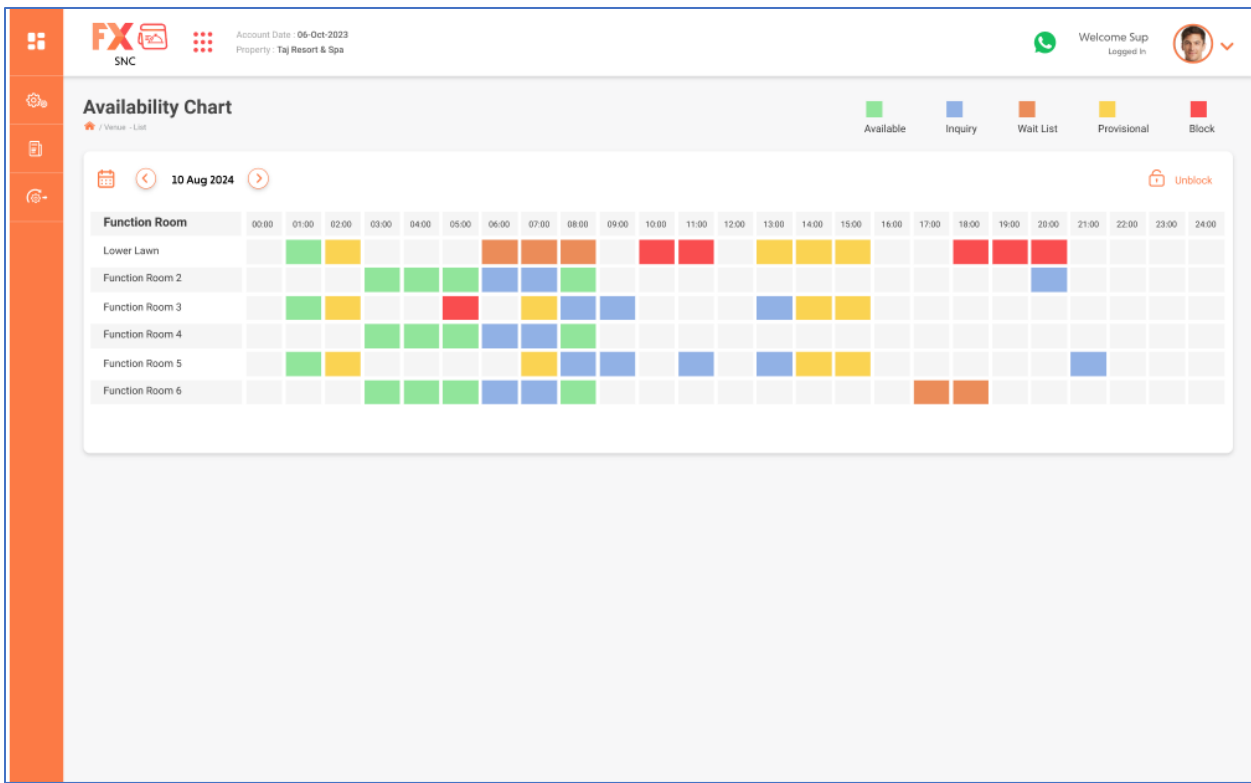 FX
SNC
Account Date : 06-Oct-2023
Property : Taj Resort & Spa
Welcome Sup
Logged In
Availability Chart
/ Venue - List
Available Inquiry Wait List Provisional Block
10 Aug 2024
Unblock
Function Room 00:00 01:00 02:00 03:00 04:00 05:00 06:00 07:00 08:00 09:00 10:00 11:00 12:00 13:00 14:00 15:00 16:00 17:00 18:00 19:00 20:00 21:00 22:00 23:00 24:00
Lower Lawn
Function Room 2
Function Room 3
Function Room 4
Function Room 5
Function Room 6